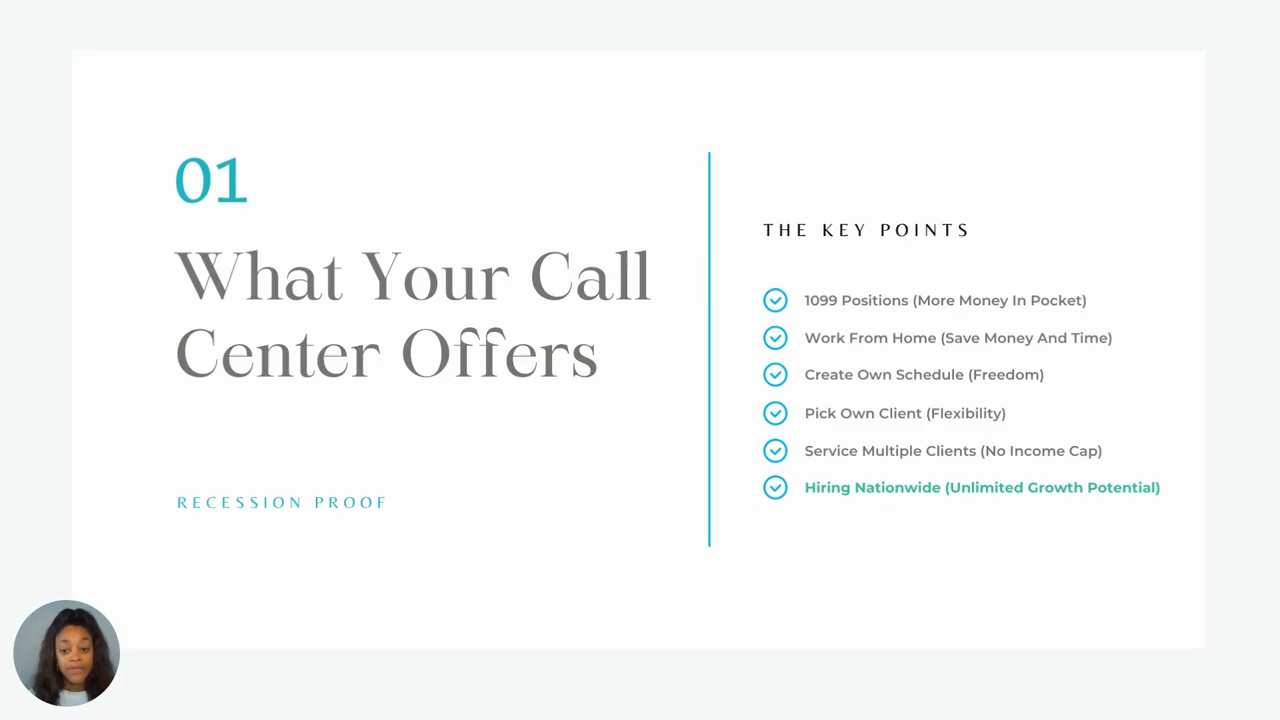 01
What Your Call
Center Offers
RECESSION PROOF
THE KEY POINTS
1099 Positions (More Money In Pocket)
Work From Home (Save Money And Time)
Create Own Schedule (Freedom)
Pick Own Client (Flexibility)
Service Multiple Clients (No Income Cap)
Hiring Nationwide (Unlimited Growth Potential)